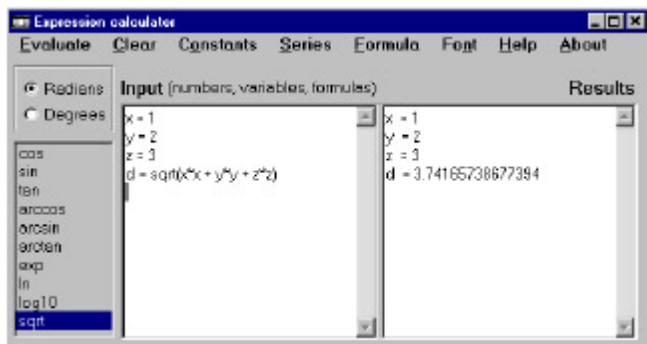 Expression calculator
Evaluate Clear Constants Series Formula Font Help About
Radians
Degrees
Input (numbers, variables, formulas)
Results
cos
sin
tan
arccos
arcsin
arctan
exp
ln
log10
sqrt
x = 1
y = 2
z = 3
d = sqrt(x*x + y*y + z*z)
x = 1
y = 2
z = 3
d = 3.74165738677394